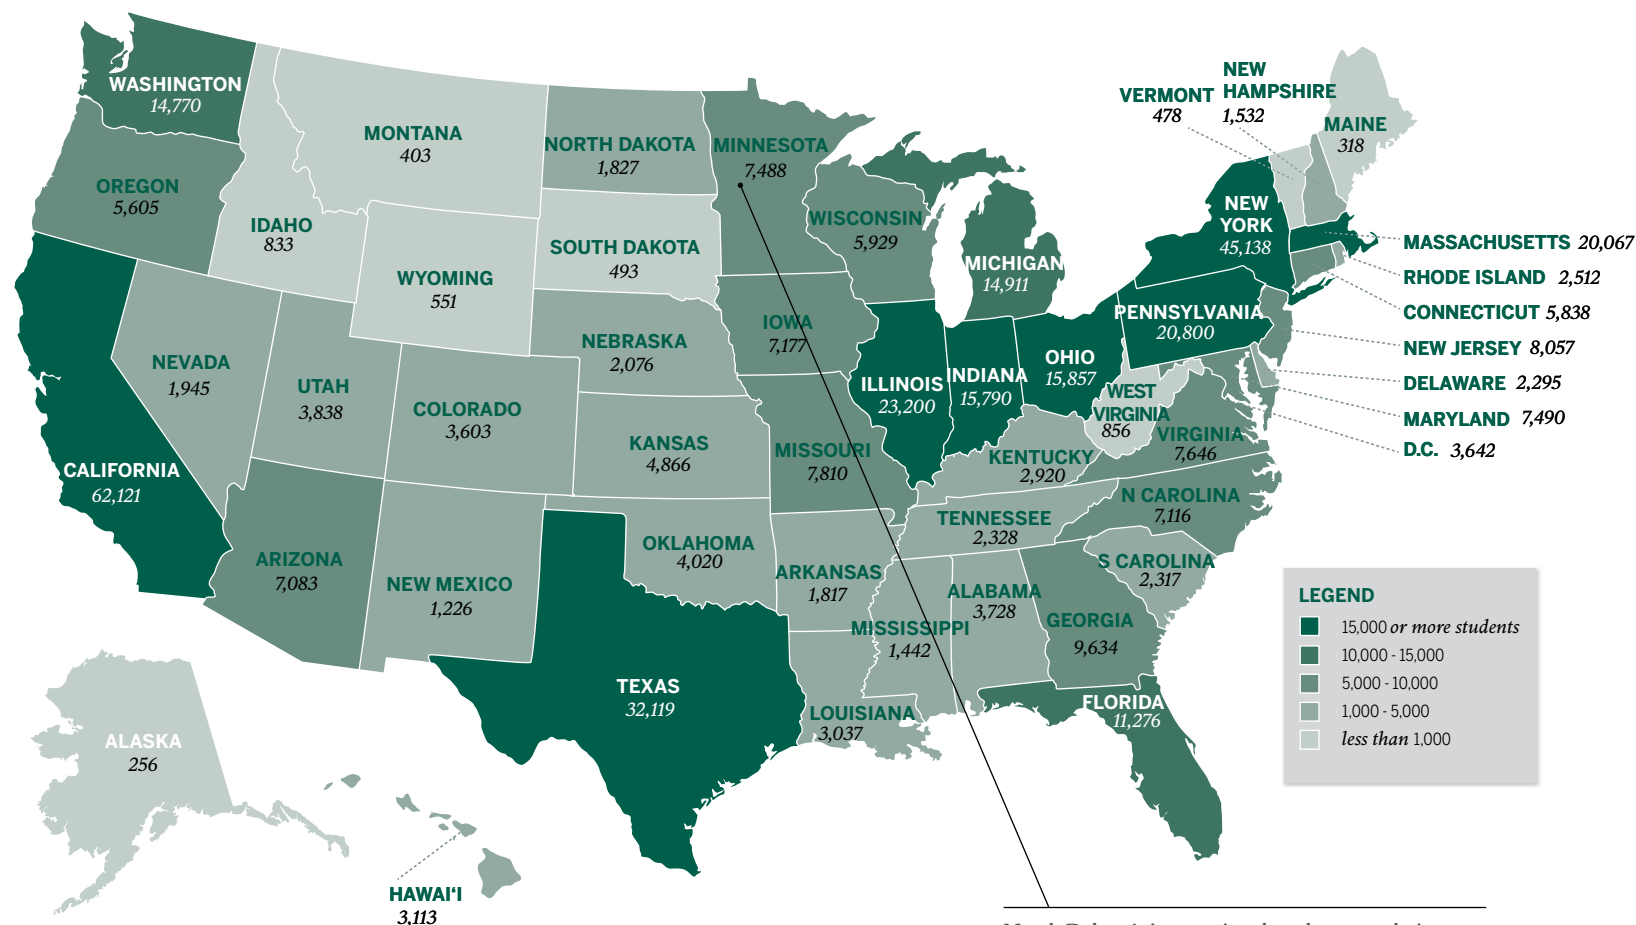 WASHINGTON
14,770
OREGON
5,605
CALIFORNIA
62,121
IDAHO
833
NEVADA
1,945
MONTANA
403
WYOMING
551
UTAH
3,838
COLORADO
3,603
ARIZONA
7,083
NEW MEXICO
1,226
NORTH DAKOTA
1,827
SOUTH DAKOTA
493
NEBRASKA
2,076
KANSAS
4,866
OKLAHOMA
4,020
TEXAS
32,119
MINNESOTA
7,488
IOWA
7,177
MISSOURI
7,810
ARKANSAS
1,817
LOUISIANA
3,037
WISCONSIN
5,929
ILLINOIS
23,200
MICHIGAN
14,911
INDIANA
15,790
OHIO
15,857
KENTUCKY
2,920
TENNESSEE
2,328
MISSISSIPPI
1,442
ALABAMA
3,728
GEORGIA
9,634
FLORIDA
11,276
S CAROLINA
2,317
N CAROLINA
7,116
VIRGINIA
7,646
WEST
VIRGINIA
856
PENNSYLVANIA
20,800
NEW
YORK
45,138
VERMONT
478
NEW
HAMPSHIRE
1,532
MAINE
318
MASSACHUSETTS 20,067
RHODE ISLAND 2,512
CONNECTICUT 5,838
NEW JERSEY 8,057
DELAWARE 2,295
MARYLAND 7,490
D.C. 3,642
ALASKA
256
HAWAI‘I
3,113
LEGEND
15,000 or more students
10,000 - 15,000
5,000 - 10,000
1,000 - 5,000
less than 1,000